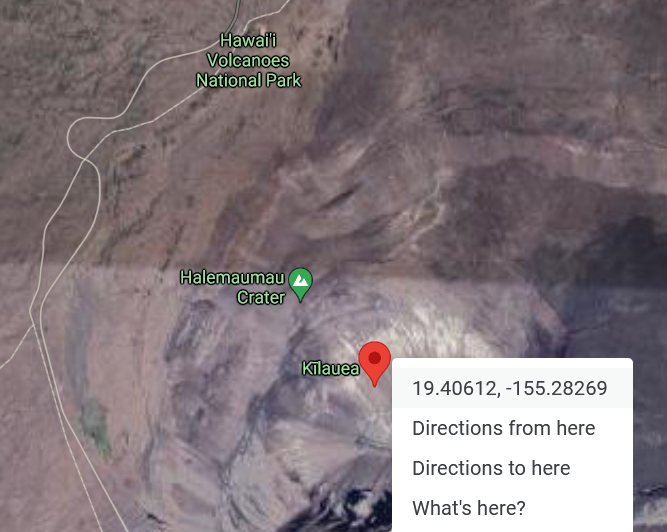 Hawai'i
Volcanoes
National Park
Halemaumau
Crater
Kīlauea
19.40612, -155.28269
Directions from here
Directions to here
What's here?